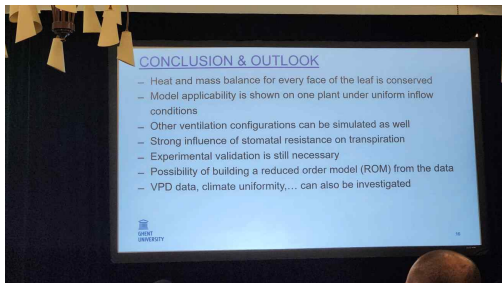 CONCLUSION & OUTLOOK
– Heat and mass balance for every face of the leaf is conserved
– Model applicability is shown on one plant under uniform inflow
conditions
– Other ventilation configurations can be simulated as well
– Strong influence of stomatal resistance on transpiration
– Experimental validation is still necessary
– Possibility of building a reduced order model (ROM) from the data
– VPD data, climate uniformity,… can also be investigated
GHENT
UNIVERSITY